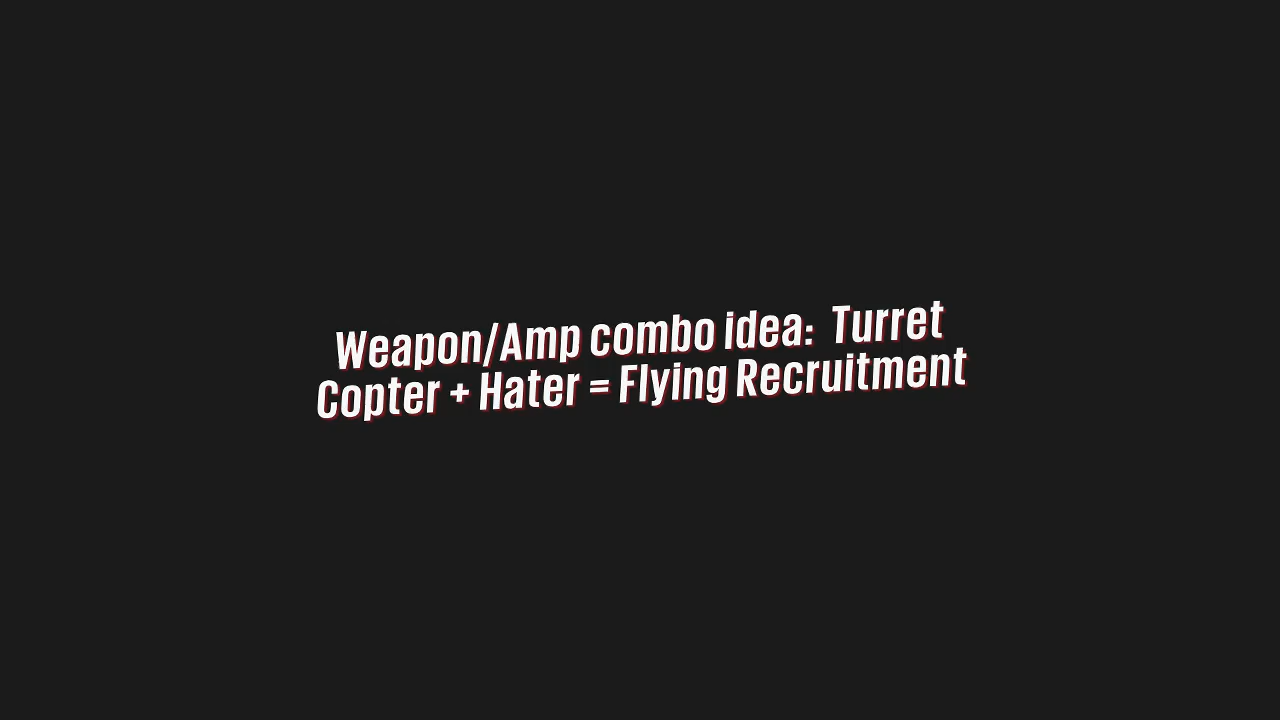 Weapon/Amp combo idea:  Turret
Copter + Hater = Flying Recruitment